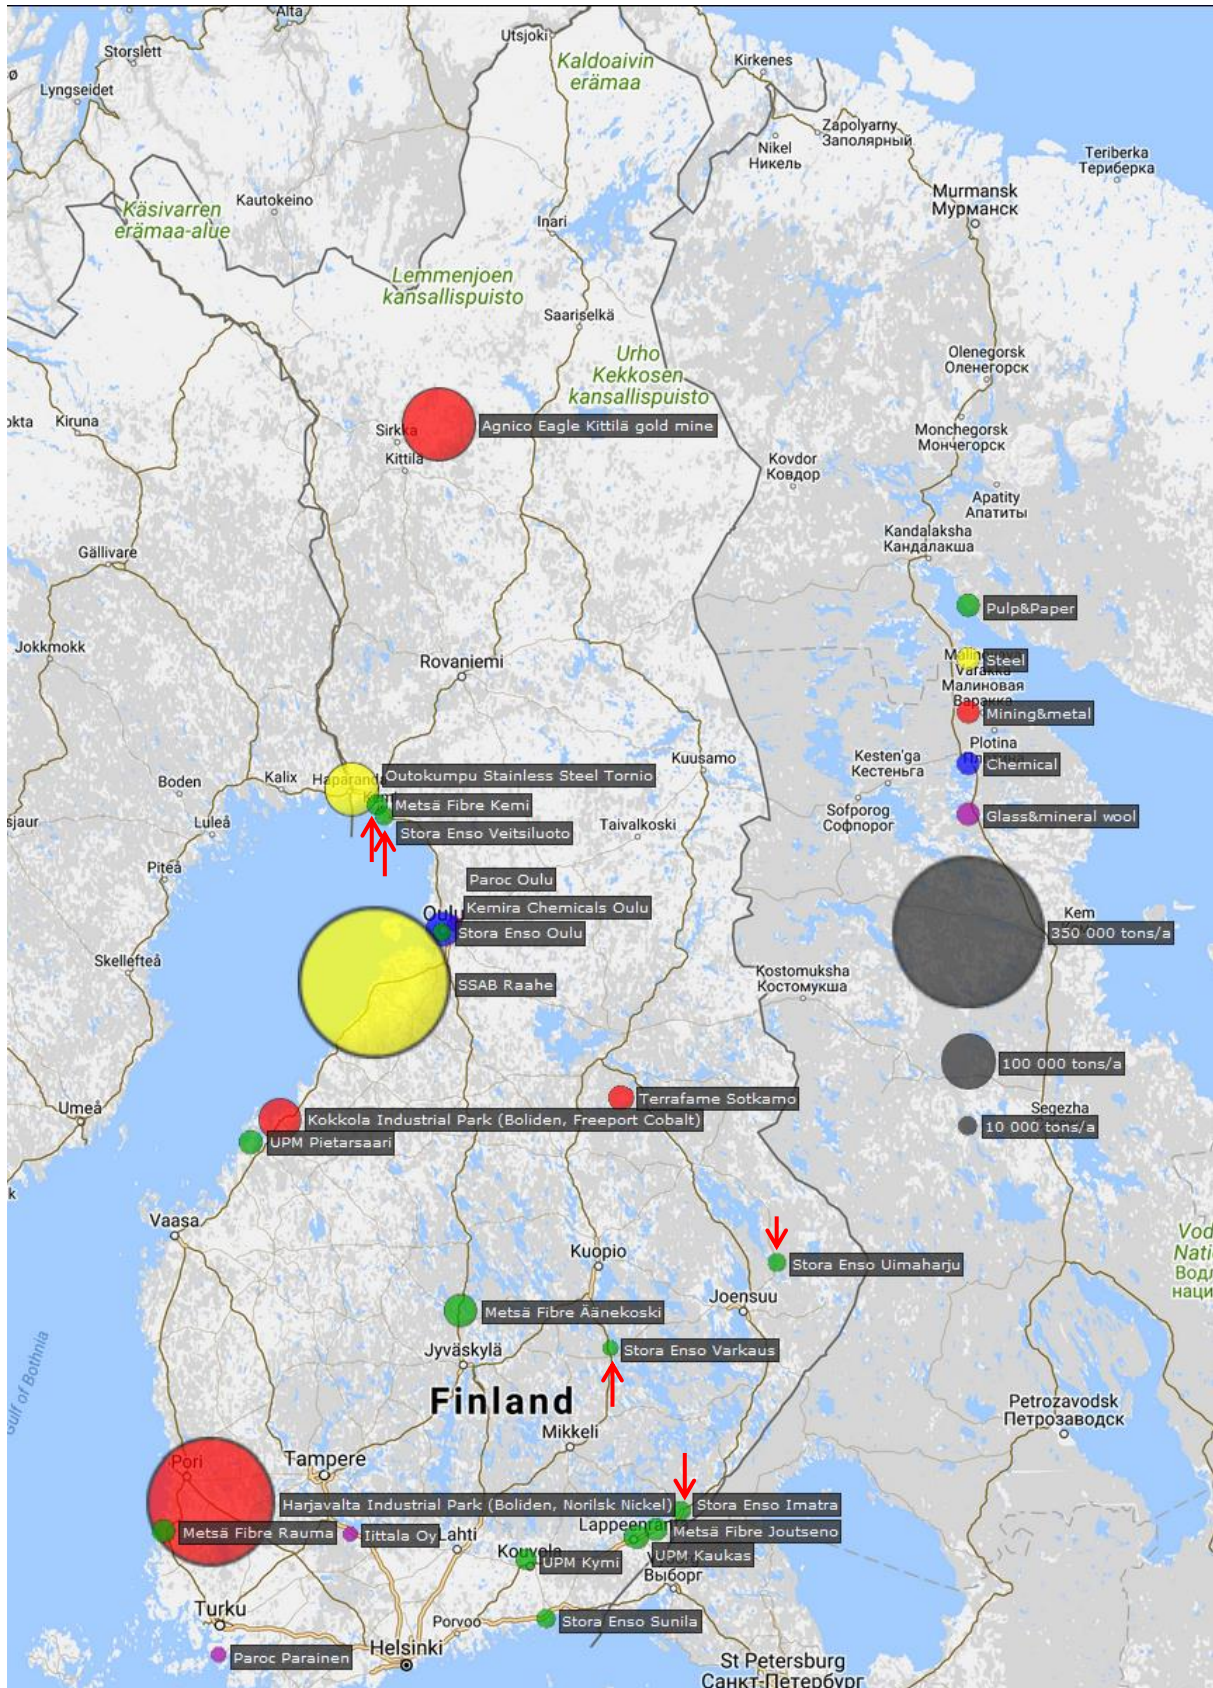 Alta
Utsjoki
Storslett
Kaldoaivin
erämaa
Kirkenes
ø
Lyngseidet
Zapolyarny
Заполярный
Nikel
Никель
Teriberka
Териберка
Murmansk
Мурманск
Kautokeino
Käsivarren
erämaa-alue
Inari
Lemmenjoen
kansallispuisto
Saariselkä
Urho
Kekkosen
kansallispuisto
Olenegorsk
Оленегорск
okta
Kiruna
Sirkka
Agnico Eagle Kittilä gold mine
Kittilä
Monchegorsk
Мончегорск
Kovdor
Ковдор
Apatity
Апатиты
Kandalaksha
Кандалакша
Gällivare
Pulp&Paper
Jokkmokk
Rovaniemi
Steel
Varakka
Малиновая
Варакка
Mining&metal
Plotina
Kuusamo
Kesten'ga
Кестеньга
Chemical
Boden
Kalix
Haparanda
Outokumpu Stainless Steel Tornio
Metsä Fibre Kemi
Sofporog
Софпорог
Glass&mineral wool
sjaur
Luleå
Stora Enso Veitsiluoto
Taivalkoski
Piteå
Paroc Oulu
Kemira Chemicals Oulu
Oulu
Stora Enso Oulu
Kem
350 000 tons/a
Skellefteå
SSAB Raahe
Kostomuksha
Костомукша
100 000 tons/a
Terrafame Sotkamo
Umeå
Kokkola Industrial Park (Boliden, Freeport Cobalt)
Segezha
10 000 tons/a
UPM Pietarsaari
k
Vaasa
Kuopio
Stora Enso Uimaharju
Vod
Nati
Водл
наци
Joensuu
Metsä Fibre Äänekoski
Jyväskylä
Stora Enso Varkaus
Gulf of Bothnia
Finland
Petrozavodsk
Петрозаводск
Mikkeli
Pori
Tampere
Harjavalta Industrial Park (Boliden, Norilsk Nickel)
Stora Enso Imatra
Metsä Fibre Rauma
Iittala Oy
Lahti
Lappeenranta
Metsä Fibre Joutseno
Kouvola
UPM Kymi
UPM Kaukas
Выборг
Turku
Porvoo
Stora Enso Sunila
Paroc Parainen
Helsinki
St Petersburg
Санкт-Петербург